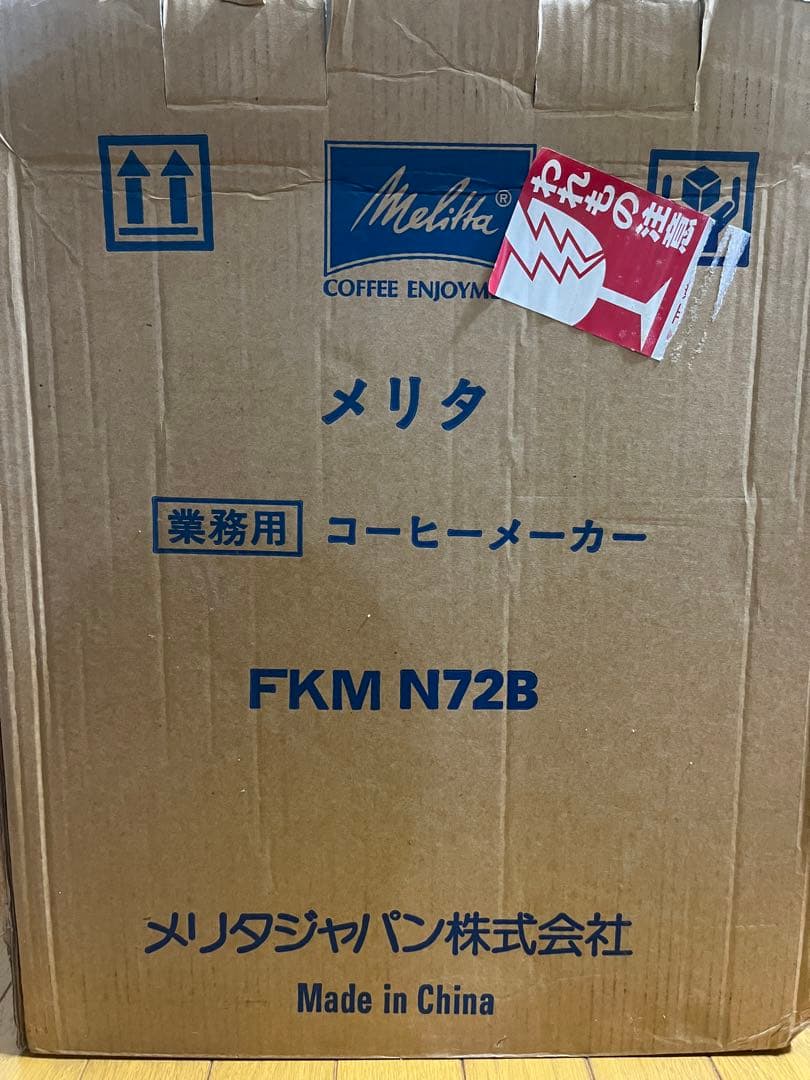 Melitta®
COFFEE ENJOYM
われもの注意
メリタ
業務用 コーヒーメーカー
FKM N72B
メリタジャパン株式会社
Made in China